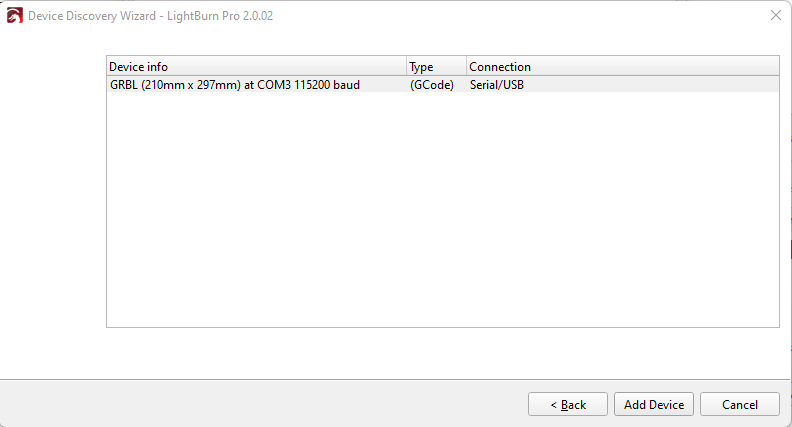 Device Discovery Wizard - LightBurn Pro 2.0.02
Device info Type Connection
GRBL (210mm x 297mm) at COM3 115200 baud (GCode) Serial/USB
< Back Add Device Cancel